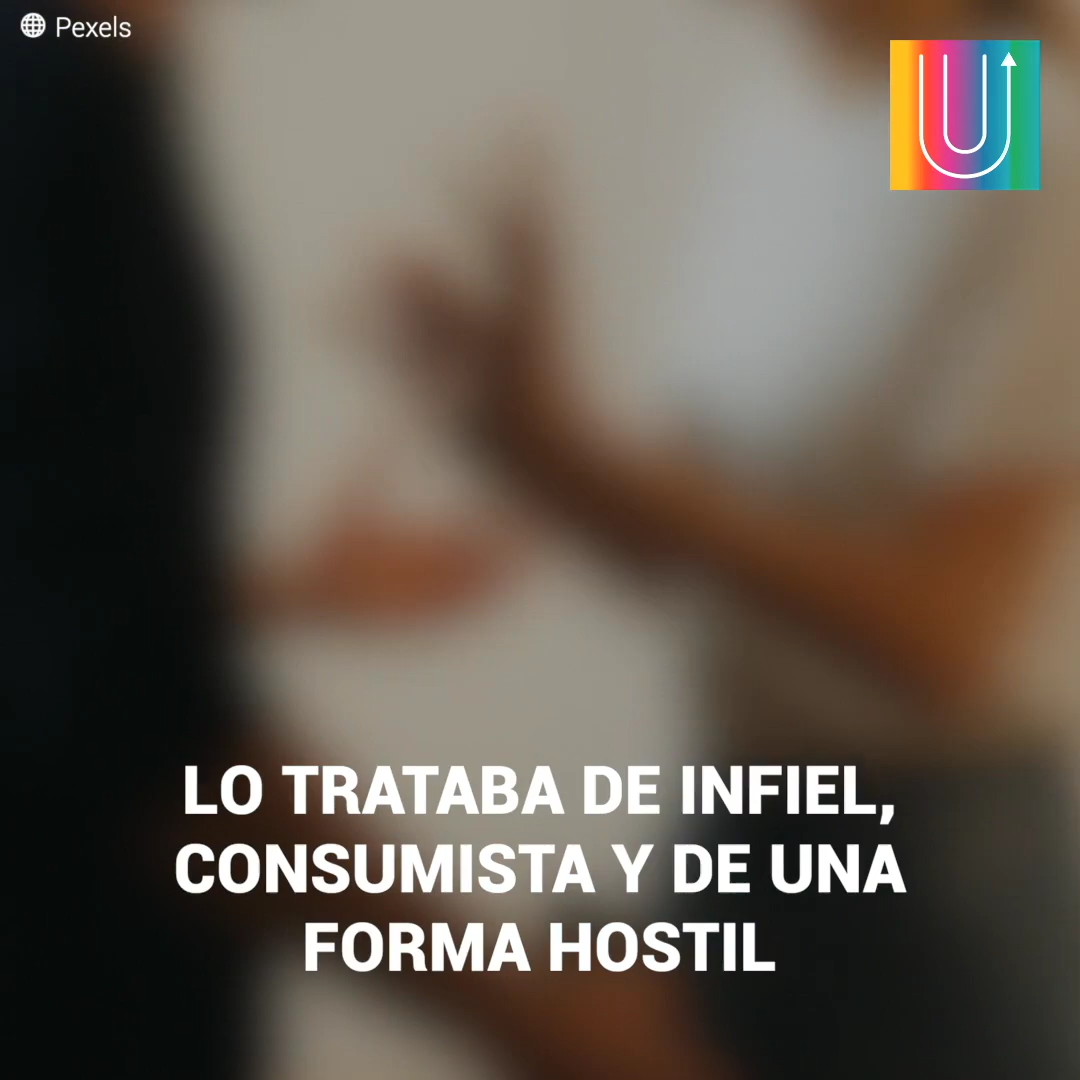 Pexels
U
LO TRATABA DE INFIEL,
CONSUMISTA Y DE UNA
FORMA HOSTIL